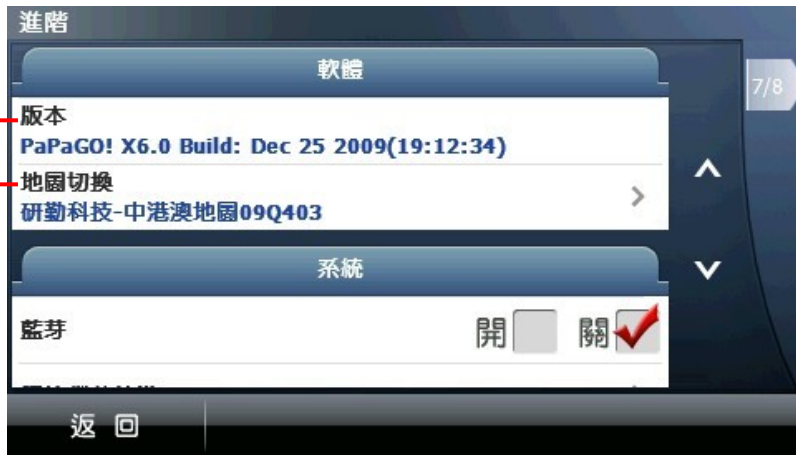 進階
7/8
軟體
版本
PaPaGO! X6.0 Build: Dec 25 2009(19:12:34)
地圖切換
研勤科技-中港澳地圖09Q403
系統
藍芽
開 關
返回